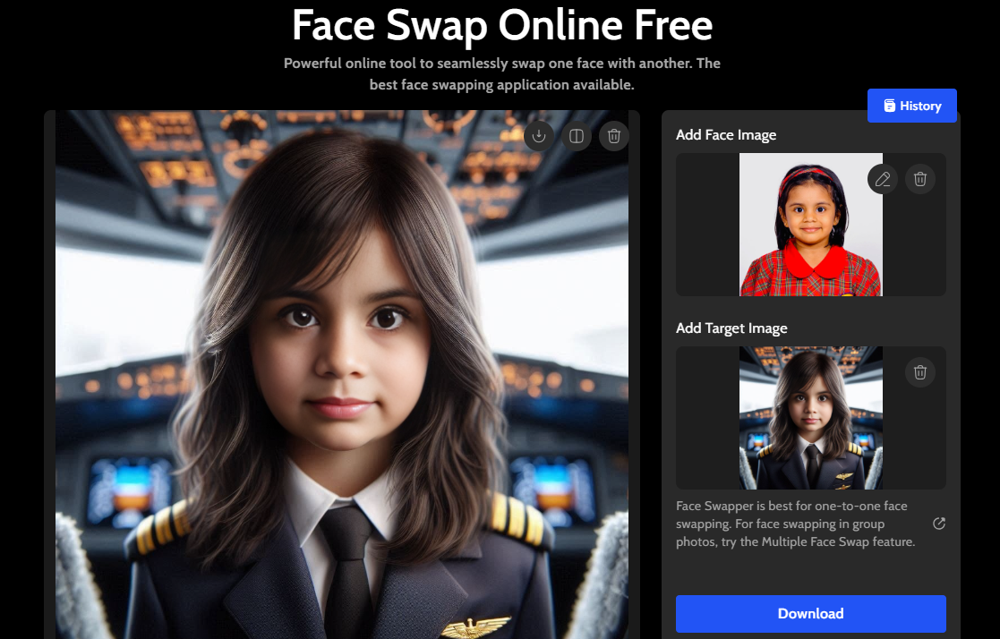 Face Swap Online Free
Powerful online tool to seamlessly swap one face with another. The
best face swapping application available.
History
Add Face Image
Add Target Image
Face Swapper is best for one-to-one face
swapping. For face swapping in group
photos, try the Multiple Face Swap feature.
Download